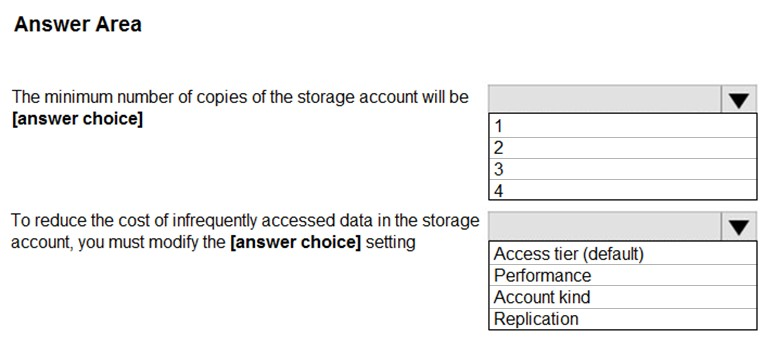 Answer Area
The minimum number of copies of the storage account will be
[answer choice]
1
2
3
4
To reduce the cost of infrequently accessed data in the storage
account, you must modify the [answer choice] setting
Access tier (default)
Performance
Account kind
Replication